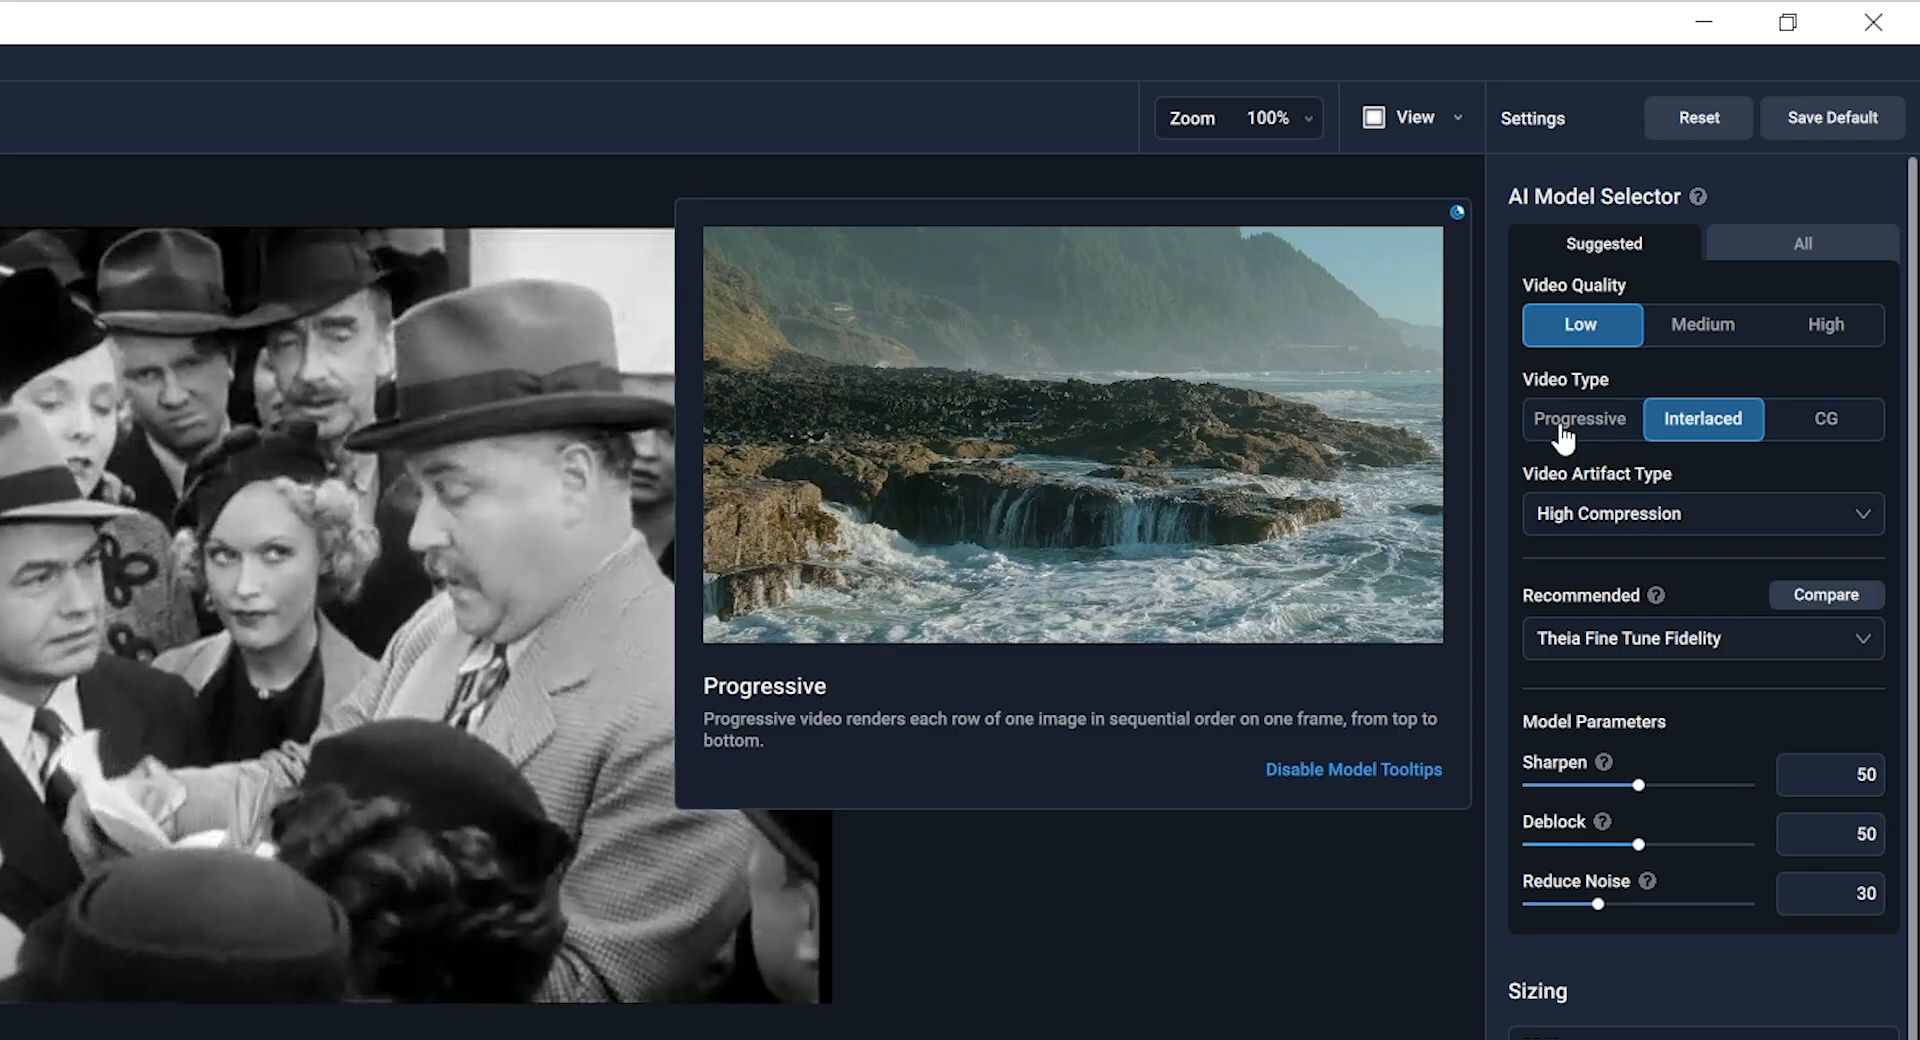 Zoom 100%
View
Settings
Reset
Save Default
AI Model Selector
Suggested
All
Video Quality
Low
Medium
High
Video Type
Progressive
Interlaced
CG
Video Artifact Type
High Compression
Recommended
Compare
Theia Fine Tune Fidelity
Model Parameters
Sharpen
50
Deblock
50
Reduce Noise
30
Sizing
Progressive
Progressive video renders each row of one image in sequential order on one frame, from top to
bottom.
Disable Model Tooltips